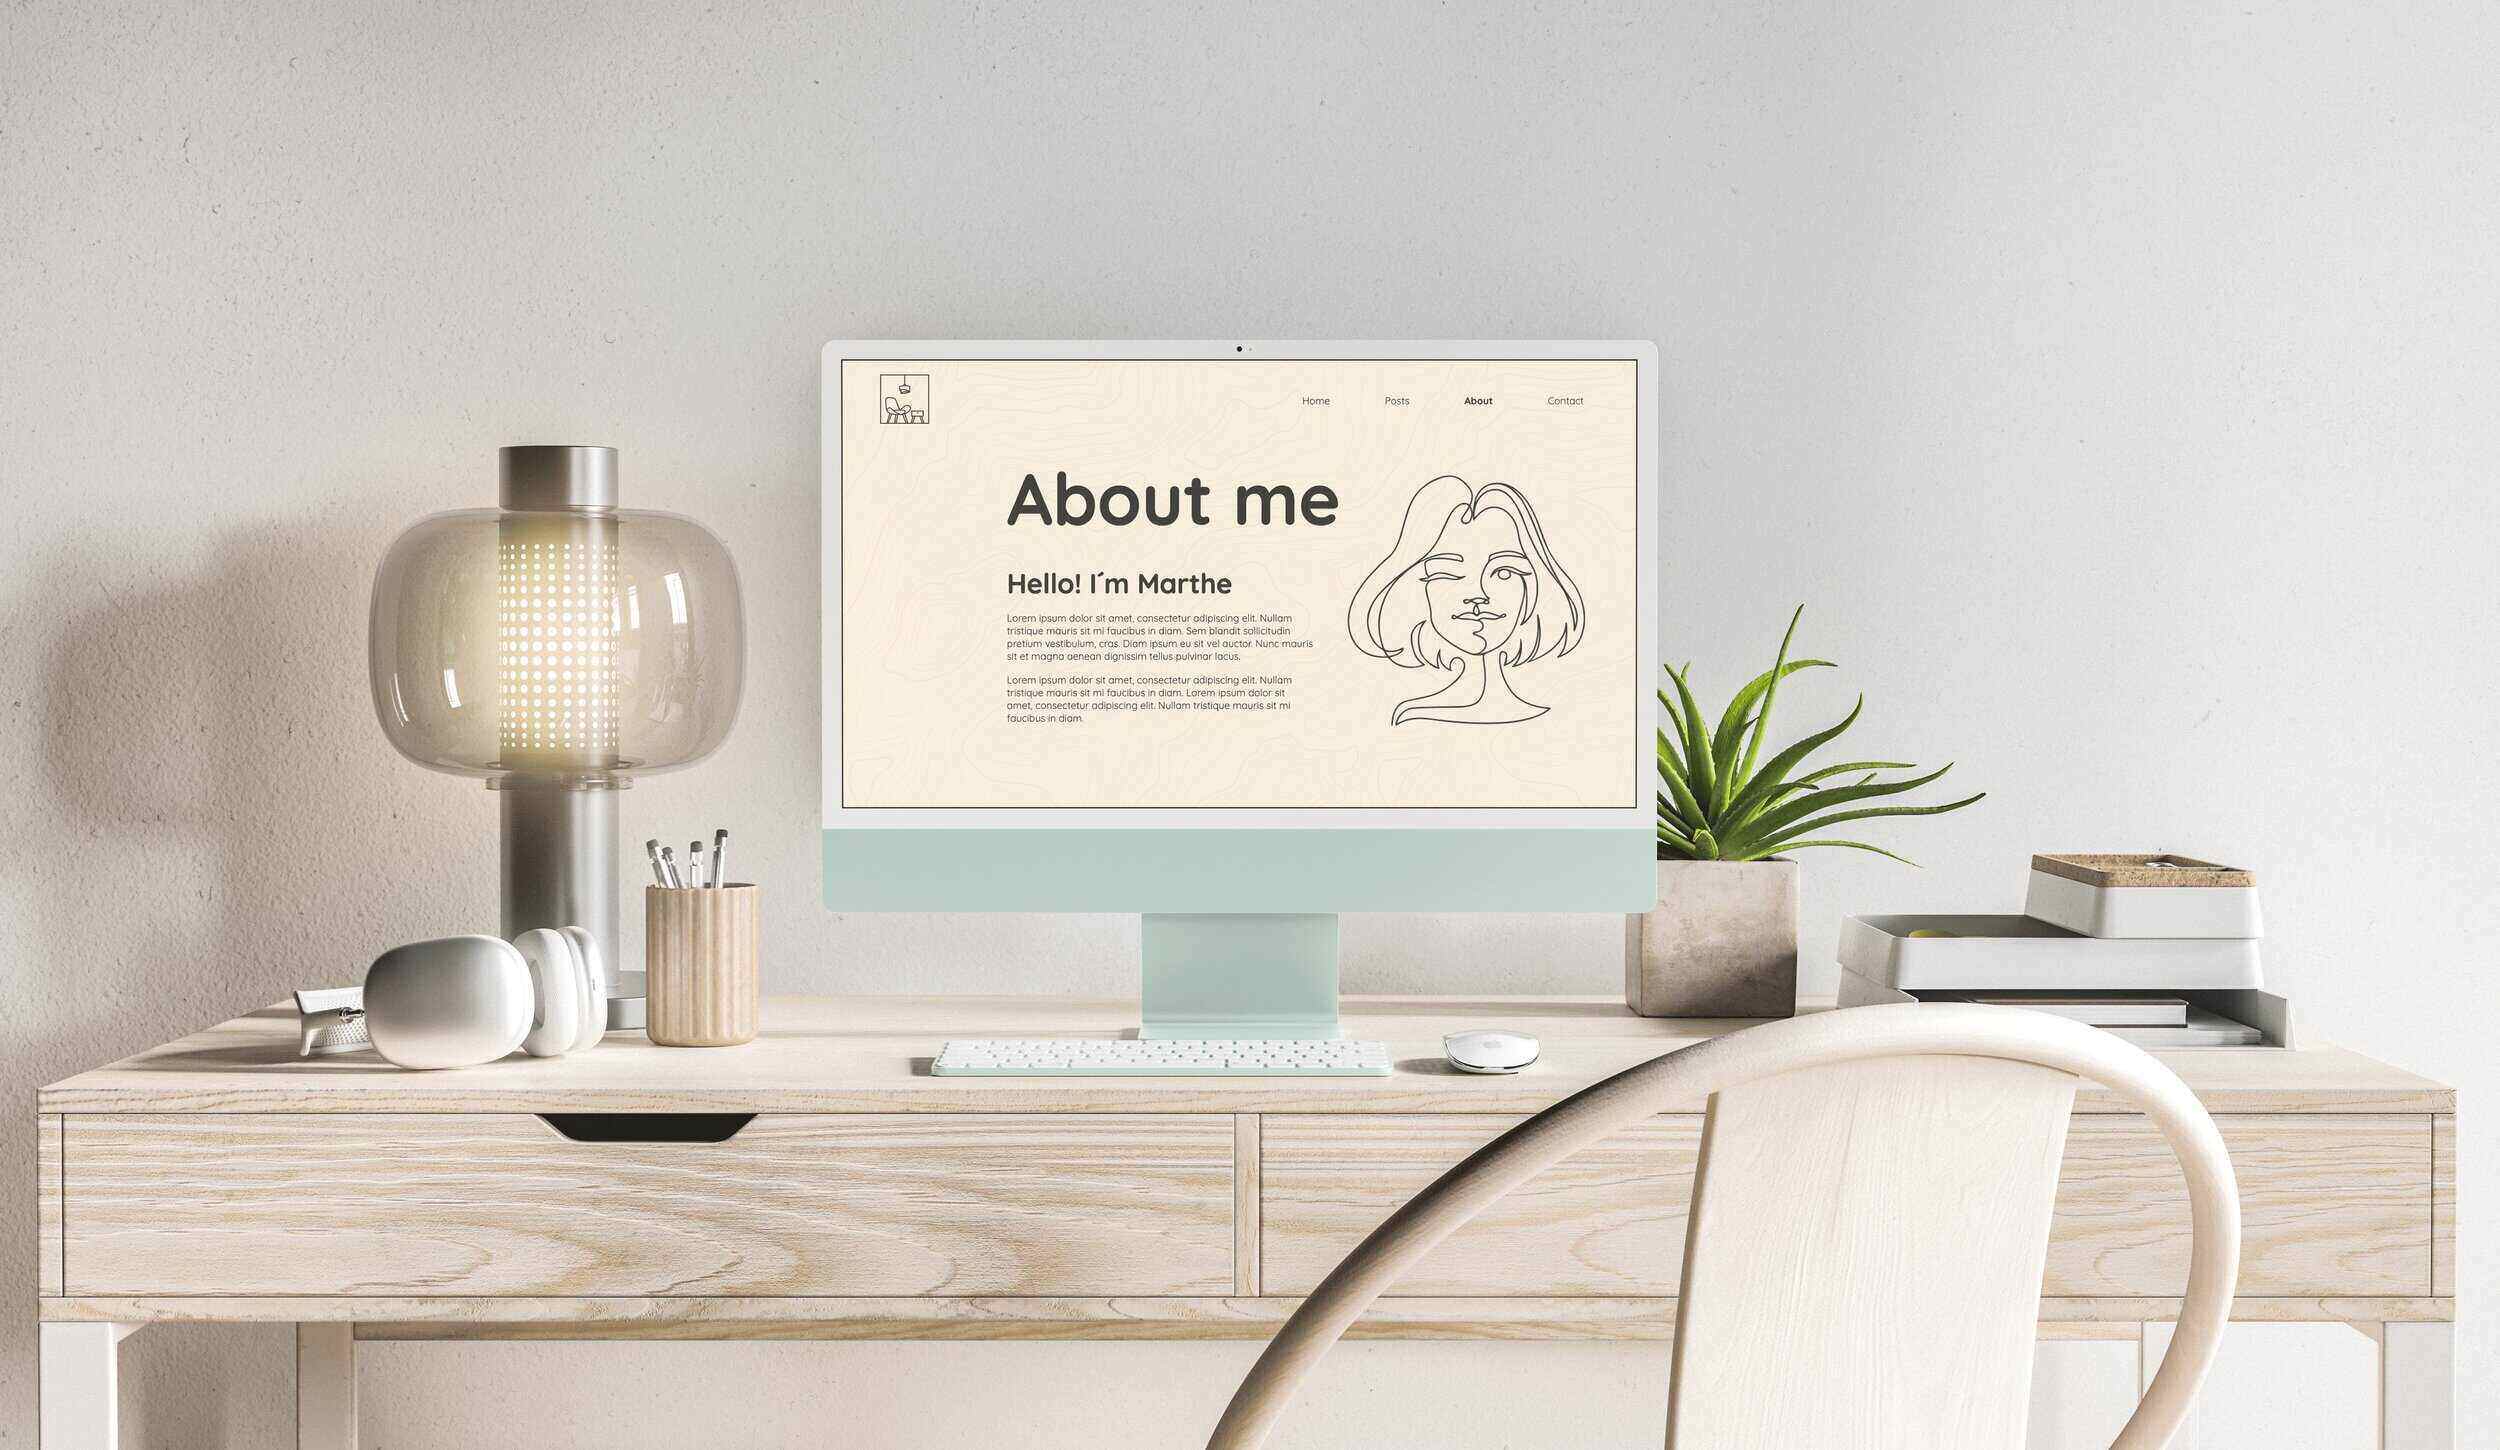 Home Posts About Contact
About me
Hello! I´m Marthe
Lorem ipsum dolor sit amet, consectetur adipiscing elit. Nullam
tristique mauris sit mi faucibus in diam. Sem blandit sollicitudin
pretium vestibulum, cras. Diam ipsum eu sit vel auctor. Nunc mauris
sit et magna aenean dignissim tellus pulvinar lacus.
Lorem ipsum dolor sit amet, consectetur adipiscing elit. Nullam
tristique mauris sit mi faucibus in diam. Lorem ipsum dolor sit
amet, consectetur adipiscing elit. Nullam tristique mauris sit mi
faucibus in diam.